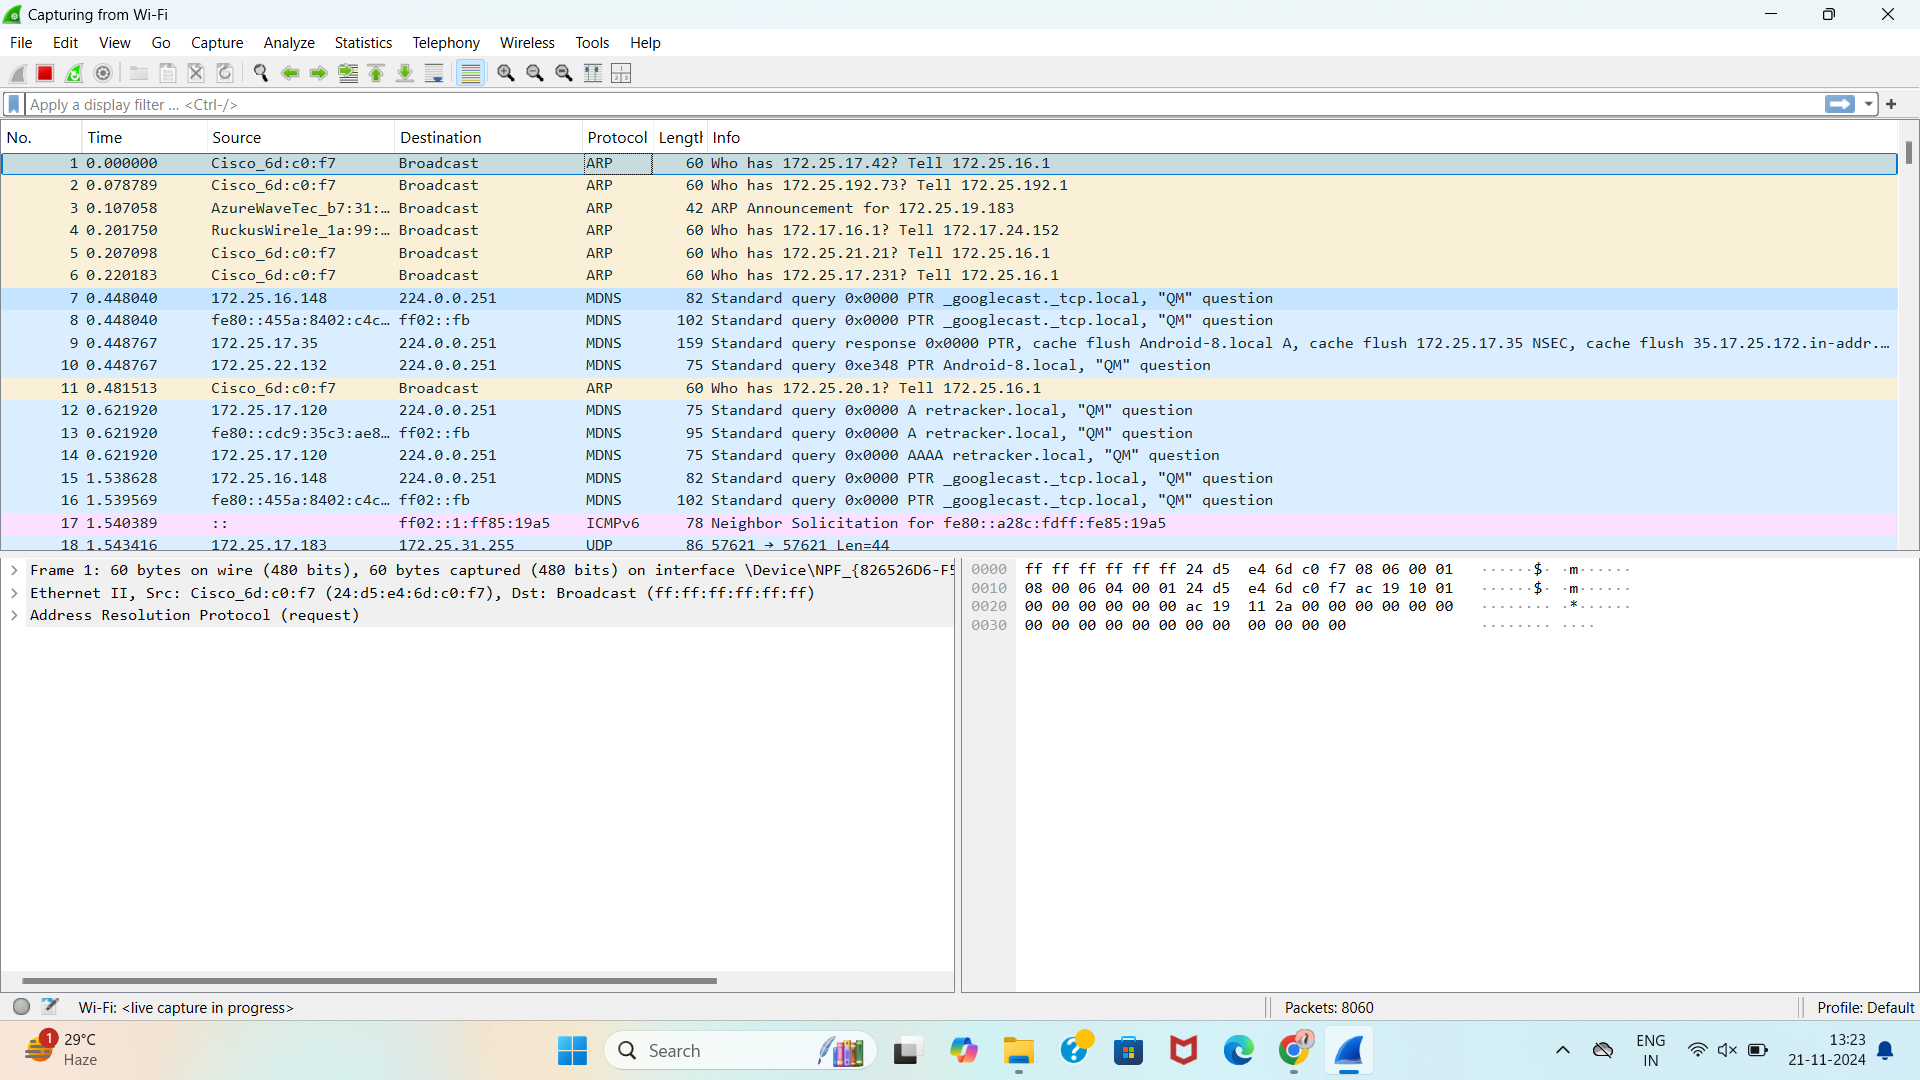 Capturing from Wi-Fi
File Edit View Go Capture Analyze Statistics Telephony Wireless Tools Help
Apply a display filter ... <Ctrl-/>
No. Time Source Destination Protocol Length Info
1 0.000000 Cisco_6d:c0:f7 Broadcast ARP 60 Who has 172.25.17.42? Tell 172.25.16.1
2 0.078789 Cisco_6d:c0:f7 Broadcast ARP 60 Who has 172.25.192.73? Tell 172.25.192.1
3 0.107058 AzureWaveTec_b7:31:… Broadcast ARP 42 ARP Announcement for 172.25.19.183
4 0.201750 RuckusWirele_1a:99:… Broadcast ARP 60 Who has 172.17.16.1? Tell 172.17.24.152
5 0.207098 Cisco_6d:c0:f7 Broadcast ARP 60 Who has 172.25.21.21? Tell 172.25.16.1
6 0.220183 Cisco_6d:c0:f7 Broadcast ARP 60 Who has 172.25.17.231? Tell 172.25.16.1
7 0.448040 172.25.16.148 224.0.0.251 MDNS 82 Standard query 0x0000 PTR _googlecast._tcp.local, "QM" question
8 0.448040 fe80::455a:8402:c4c… ff02::fb MDNS 102 Standard query 0x0000 PTR _googlecast._tcp.local, "QM" question
9 0.448767 172.25.17.35 224.0.0.251 MDNS 159 Standard query response 0x0000 PTR, cache flush Android-8.local A, cache flush 172.25.17.35 NSEC, cache flush 35.17.25.172.in-addr.…
10 0.448767 172.25.22.132 224.0.0.251 MDNS 75 Standard query 0xe348 PTR Android-8.local, "QM" question
11 0.481513 Cisco_6d:c0:f7 Broadcast ARP 60 Who has 172.25.20.1? Tell 172.25.16.1
12 0.621920 172.25.17.120 224.0.0.251 MDNS 75 Standard query 0x0000 A retracker.local, "QM" question
13 0.621920 fe80::cdc9:35c3:ae8… ff02::fb MDNS 95 Standard query 0x0000 A retracker.local, "QM" question
14 0.621920 172.25.17.120 224.0.0.251 MDNS 75 Standard query 0x0000 AAAA retracker.local, "QM" question
15 1.538628 172.25.16.148 224.0.0.251 MDNS 82 Standard query 0x0000 PTR _googlecast._tcp.local, "QM" question
16 1.539569 fe80::455a:8402:c4c… ff02::fb MDNS 102 Standard query 0x0000 PTR _googlecast._tcp.local, "QM" question
17 1.540389 :: ff02::1:ff85:19a5 ICMPv6 78 Neighbor Solicitation for fe80::a28c:fdff:fe85:19a5
18 1.543416 172.25.17.183 172.25.31.255 UDP 86 57621 → 57621 Len=44
Frame 1: 60 bytes on wire (480 bits), 60 bytes captured (480 bits) on interface \Device\NPF_{826526D6-F5
Ethernet II, Src: Cisco_6d:c0:f7 (24:d5:e4:6d:c0:f7), Dst: Broadcast (ff:ff:ff:ff:ff:ff)
Address Resolution Protocol (request)
0000 ff ff ff ff ff ff 24 d5 e4 6d c0 f7 08 06 00 01 ······$· ·m······
0010 08 00 06 04 00 01 24 d5 e4 6d c0 f7 ac 19 10 01 ······$· ·m······
0020 00 00 00 00 00 00 ac 19 11 2a 00 00 00 00 00 00 ········ ·*······
0030 00 00 00 00 00 00 00 00 00 00 00 00 ········ ····
Wi-Fi: <live capture in progress> Packets: 8060 Profile: Default
1
29°C
Haze
Search
ENG
IN
13:23
21-11-2024